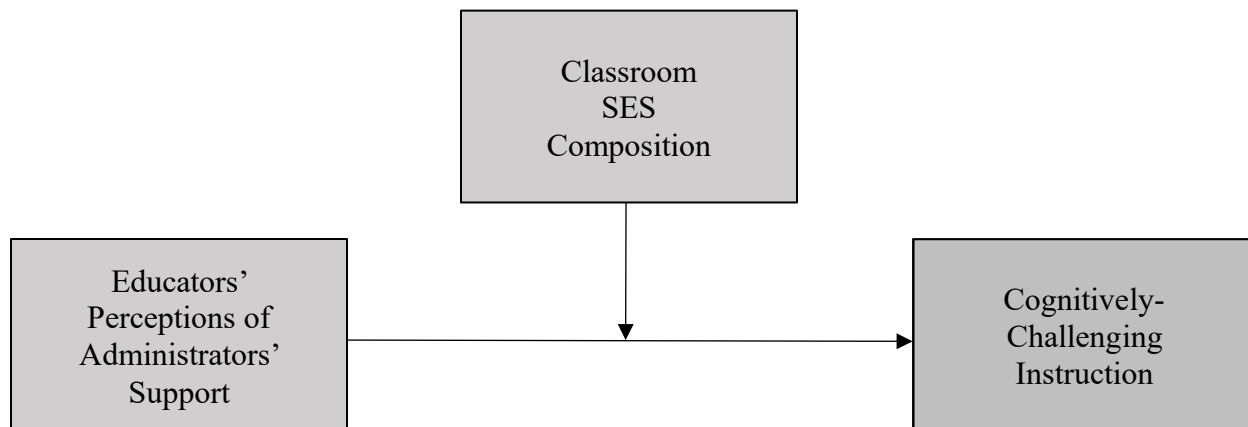 Classroom
SES
Composition
Educators’
Perceptions of
Administrators’
Support
Cognitively-
Challenging
Instruction